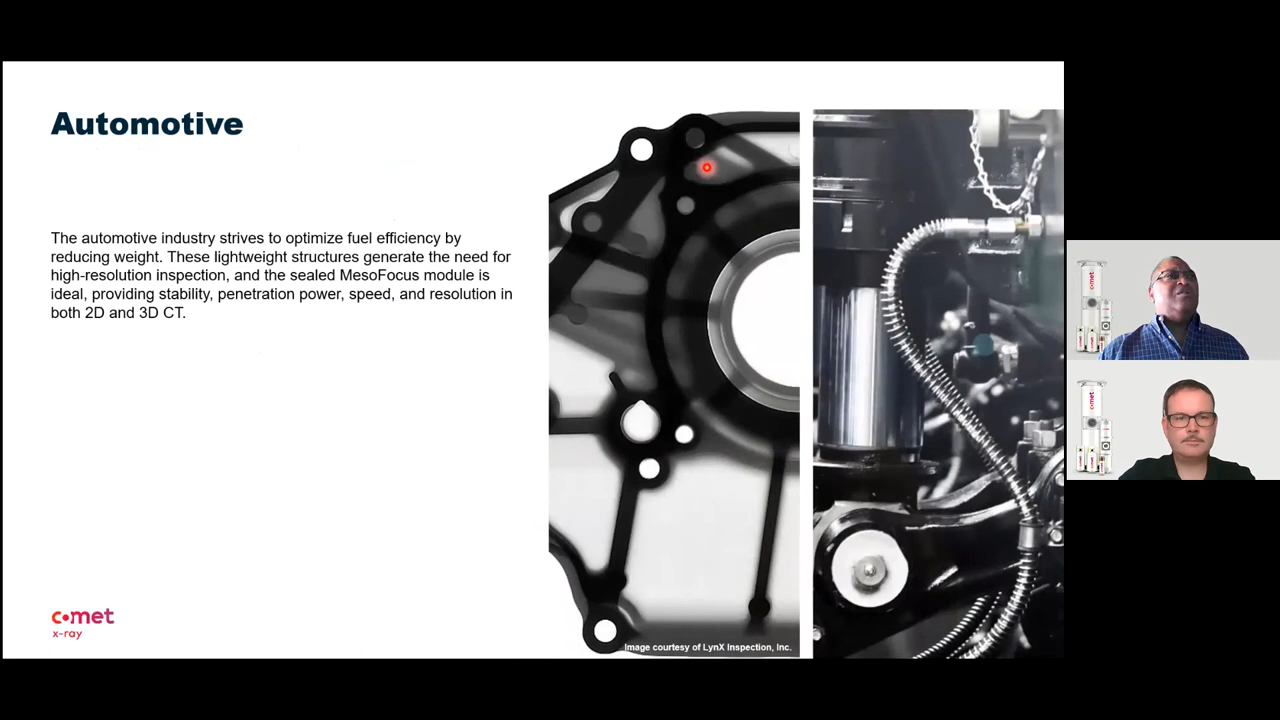 Automotive
The automotive industry strives to optimize fuel efficiency by
reducing weight. These lightweight structures generate the need for
high-resolution inspection, and the sealed MesoFocus module is
ideal, providing stability, penetration power, speed, and resolution in
both 2D and 3D CT.
comet
x-ray
Image courtesy of LynX Inspection, Inc.
comet
comet